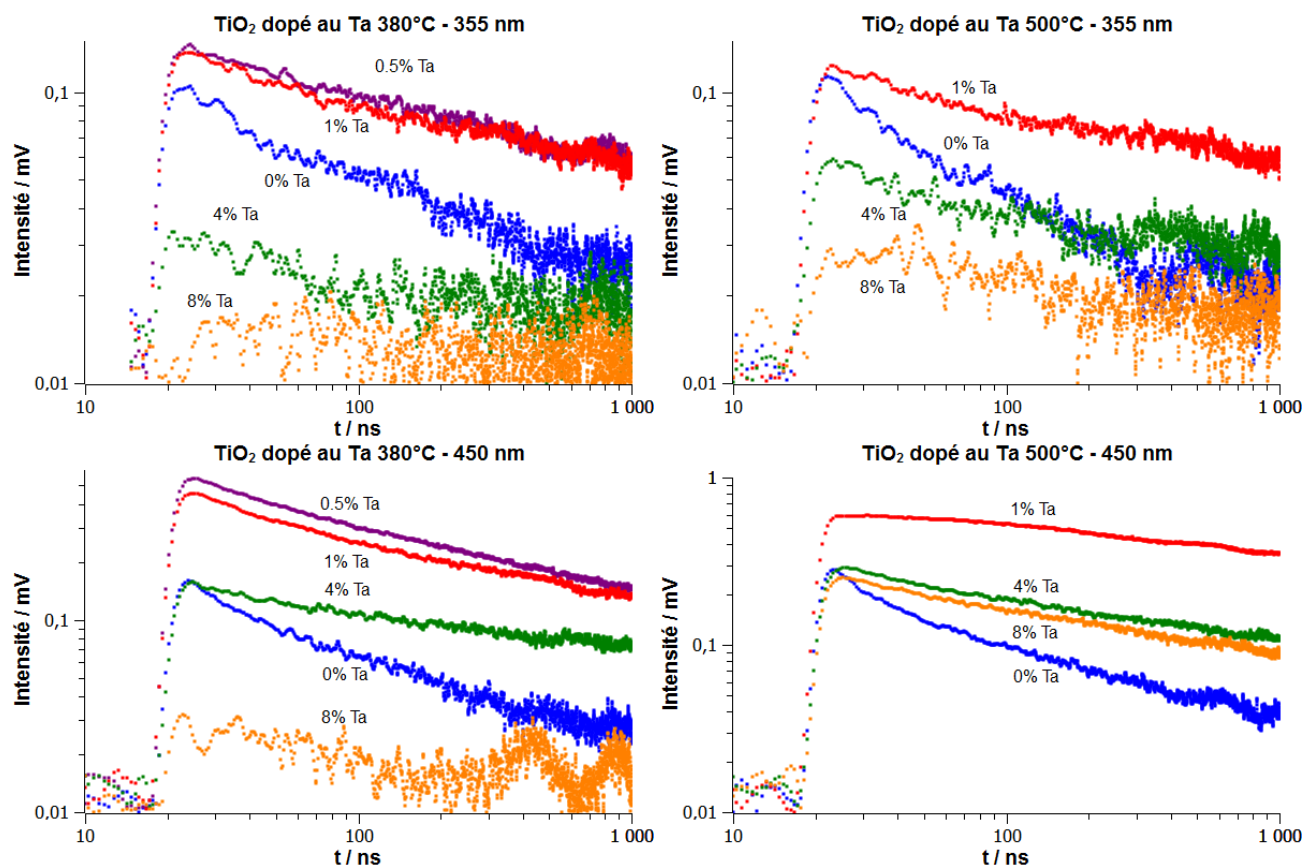 TiO₂ dopé au Ta 380°C - 355 nm
Intensité / mV
0,1
0.01
0.5% Ta
1% Ta
0% Ta
4% Ta
8% Ta
10
100
1 000
t / ns
TiO₂ dopé au Ta 500°C - 355 nm
Intensité / mV
0,1
0.01
1% Ta
0% Ta
4% Ta
8% Ta
10
100
1 000
t / ns
TiO₂ dopé au Ta 380°C - 450 nm
Intensité / mV
0,1
0.01
0.5% Ta
1% Ta
4% Ta
0% Ta
8% Ta
10
100
1 000
t / ns
TiO₂ dopé au Ta 500°C - 450 nm
Intensité / mV
1
0,1
0.01
1% Ta
4% Ta
8% Ta
0% Ta
10
100
1 000
t / ns